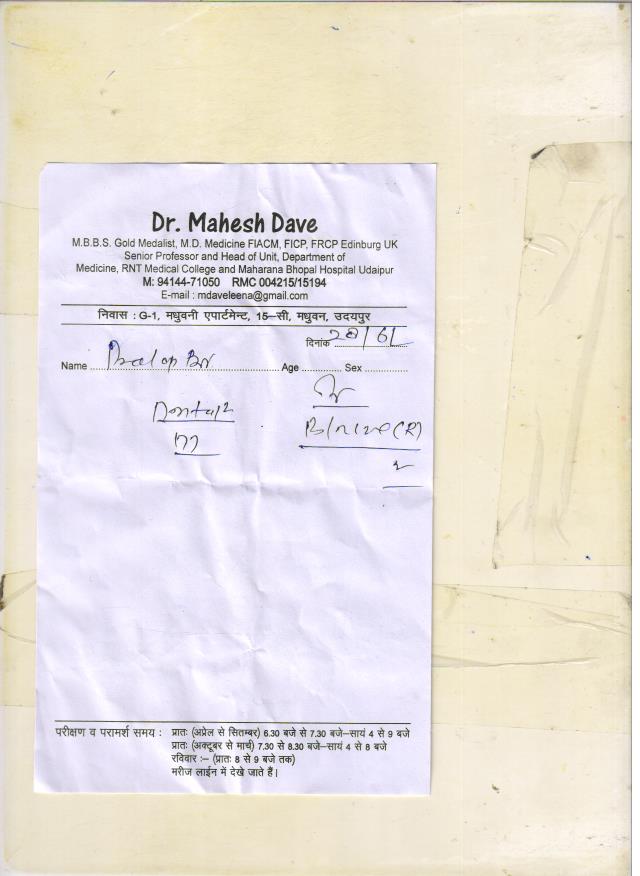 Dr. Mahesh Dave
M.B.B.S. Gold Medalist, M.D. Medicine FIACM, FICP, FRCP Edinburg UK
Senior Professor and Head of Unit, Department of
Medicine, RNT Medical College and Maharana Bhopal Hospital Udaipur
M: 94144-71050 RMC 004215/15194
E-mail : mdaveleena@gmail.com
निवास : G-1, मधुवनी एपार्टमेन्ट, 15–सी, मधुवन, उदयपुर
दिनांक
Name Age Sex
परीक्षण व परामर्श समय : प्रातः (अप्रेल से सितम्बर) 6.30 बजे से 7.30 बजे–सायं 4 से 9 बजे
प्रातः (अक्टूबर से मार्च) 7.30 से 8.30 बजे–सायं 4 से 8 बजे
रविवार :– (प्रातः 8 से 9 बजे तक)
मरीज लाईन में देखे जाते हैं।